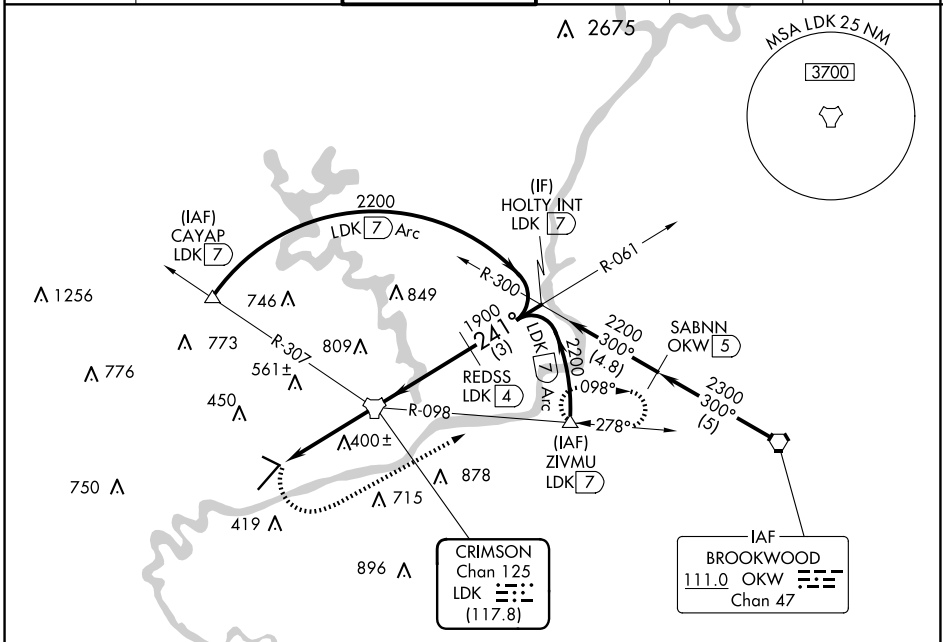 2675
MSA LDK 25 NM
3700
(IAF)
CAYAP
LDK 7
2200
LDK 7 Arc
(IF)
HOLTY INT
LDK 7
R-300
R-061
1256
746
849
773
R-307
809
561±
776
450
1900
241°
(3)
REDSS
LDK 4
LDK 7 Arc
2200
2200
300°
(4.8)
SABNN
OKW 5
2300
300°
(5)
098°
278°
R-098
400±
(IAF)
ZIVMU
LDK 7
750
878
715
419
896
CRIMSON
Chan 125
LDK
(117.8)
IAF
BROOKWOOD
111.0 OKW
Chan 47